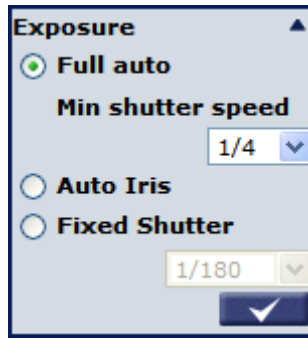 Exposure
Full auto
Min shutter speed
1/4
Auto Iris
Fixed Shutter
1/180